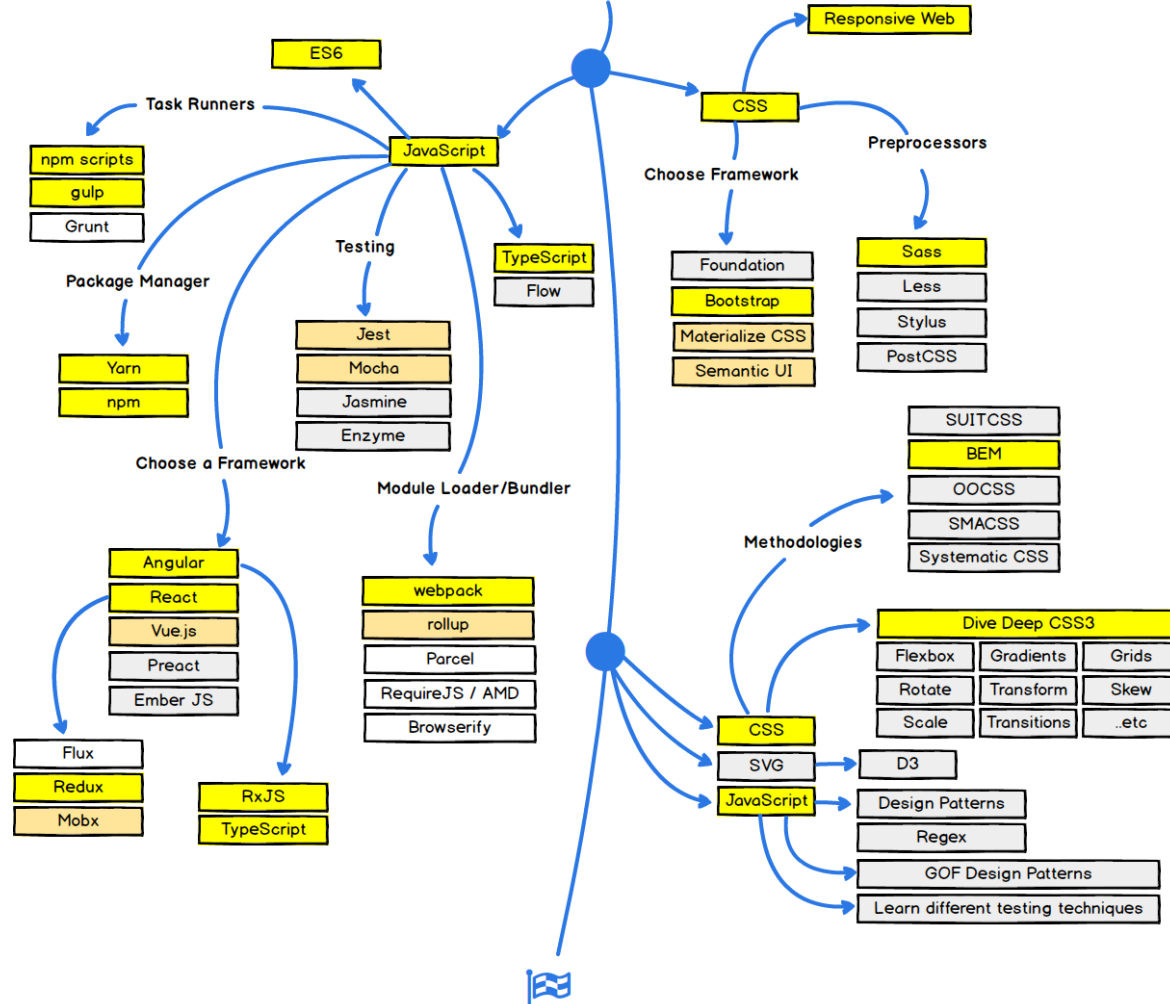 Responsive Web
ES6
CSS
Task Runners
JavaScript
Preprocessors
npm scripts
gulp
Grunt
Choose Framework
Testing
TypeScript
Flow
Foundation
Bootstrap
Materialize CSS
Semantic UI
Sass
Less
Stylus
PostCSS
Package Manager
Yarn
npm
Jest
Mocha
Jasmine
Enzyme
Choose a Framework
Module Loader/Bundler
SUITCSS
BEM
OOCSS
SMACSS
Systematic CSS
Methodologies
Angular
React
Vue.js
Preact
Ember JS
webpack
rollup
Parcel
RequireJS / AMD
Browserify
Dive Deep CSS3
Flexbox Gradients Grids
Rotate Transform Skew
Scale Transitions ..etc
Flux
Redux
Mobx
RxJS
TypeScript
CSS
SVG
JavaScript
D3
Design Patterns
Regex
GOF Design Patterns
Learn different testing techniques